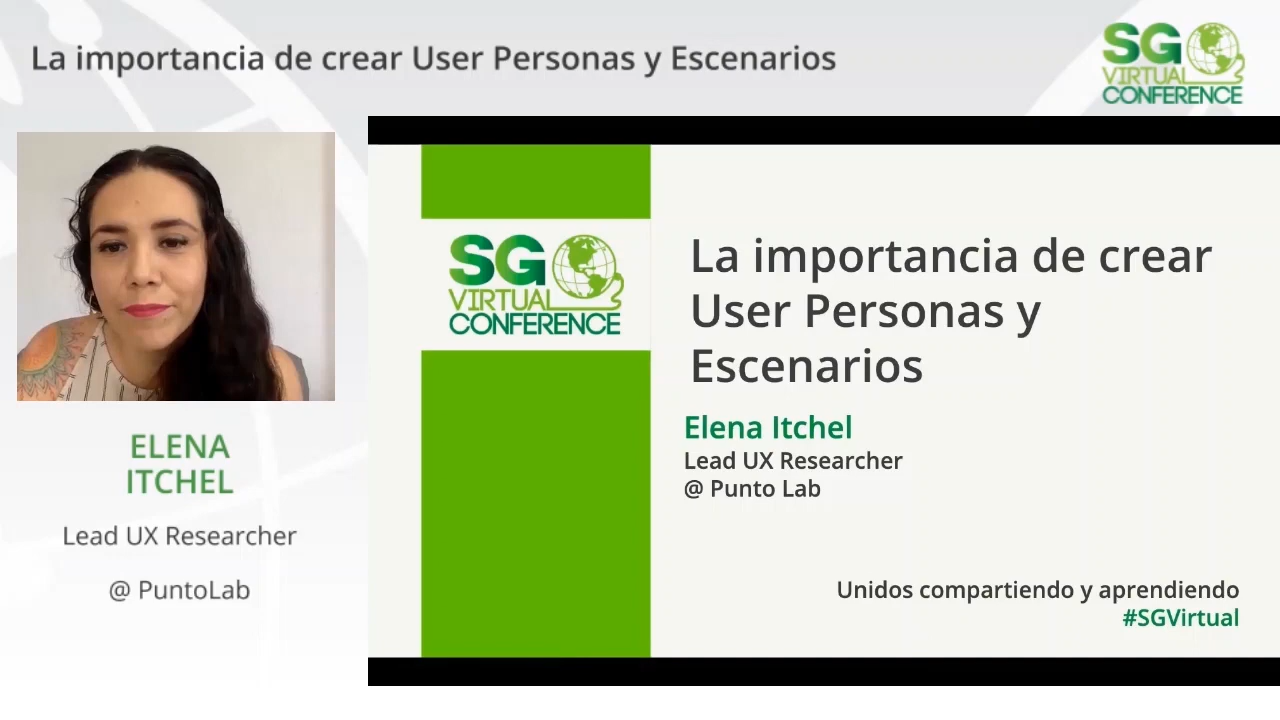 La importancia de crear User Personas y Escenarios
SG
VIRTUAL
CONFERENCE
ELENA
ITCHEL
Lead UX Researcher
@ PuntoLab
SG
VIRTUAL
CONFERENCE
La importancia de crear
User Personas y
Escenarios
Elena Itchel
Lead UX Researcher
@ Punto Lab
Unidos compartiendo y aprendiendo
#SGVirtual